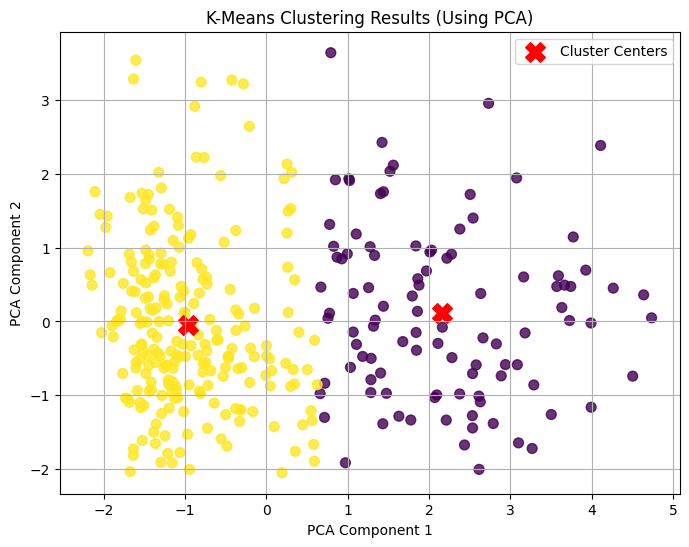 K-Means Clustering Results (Using PCA)
Cluster Centers
PCA Component 2
3
2
1
0
−1
−2
−2 −1 0 1 2 3 4 5
PCA Component 1